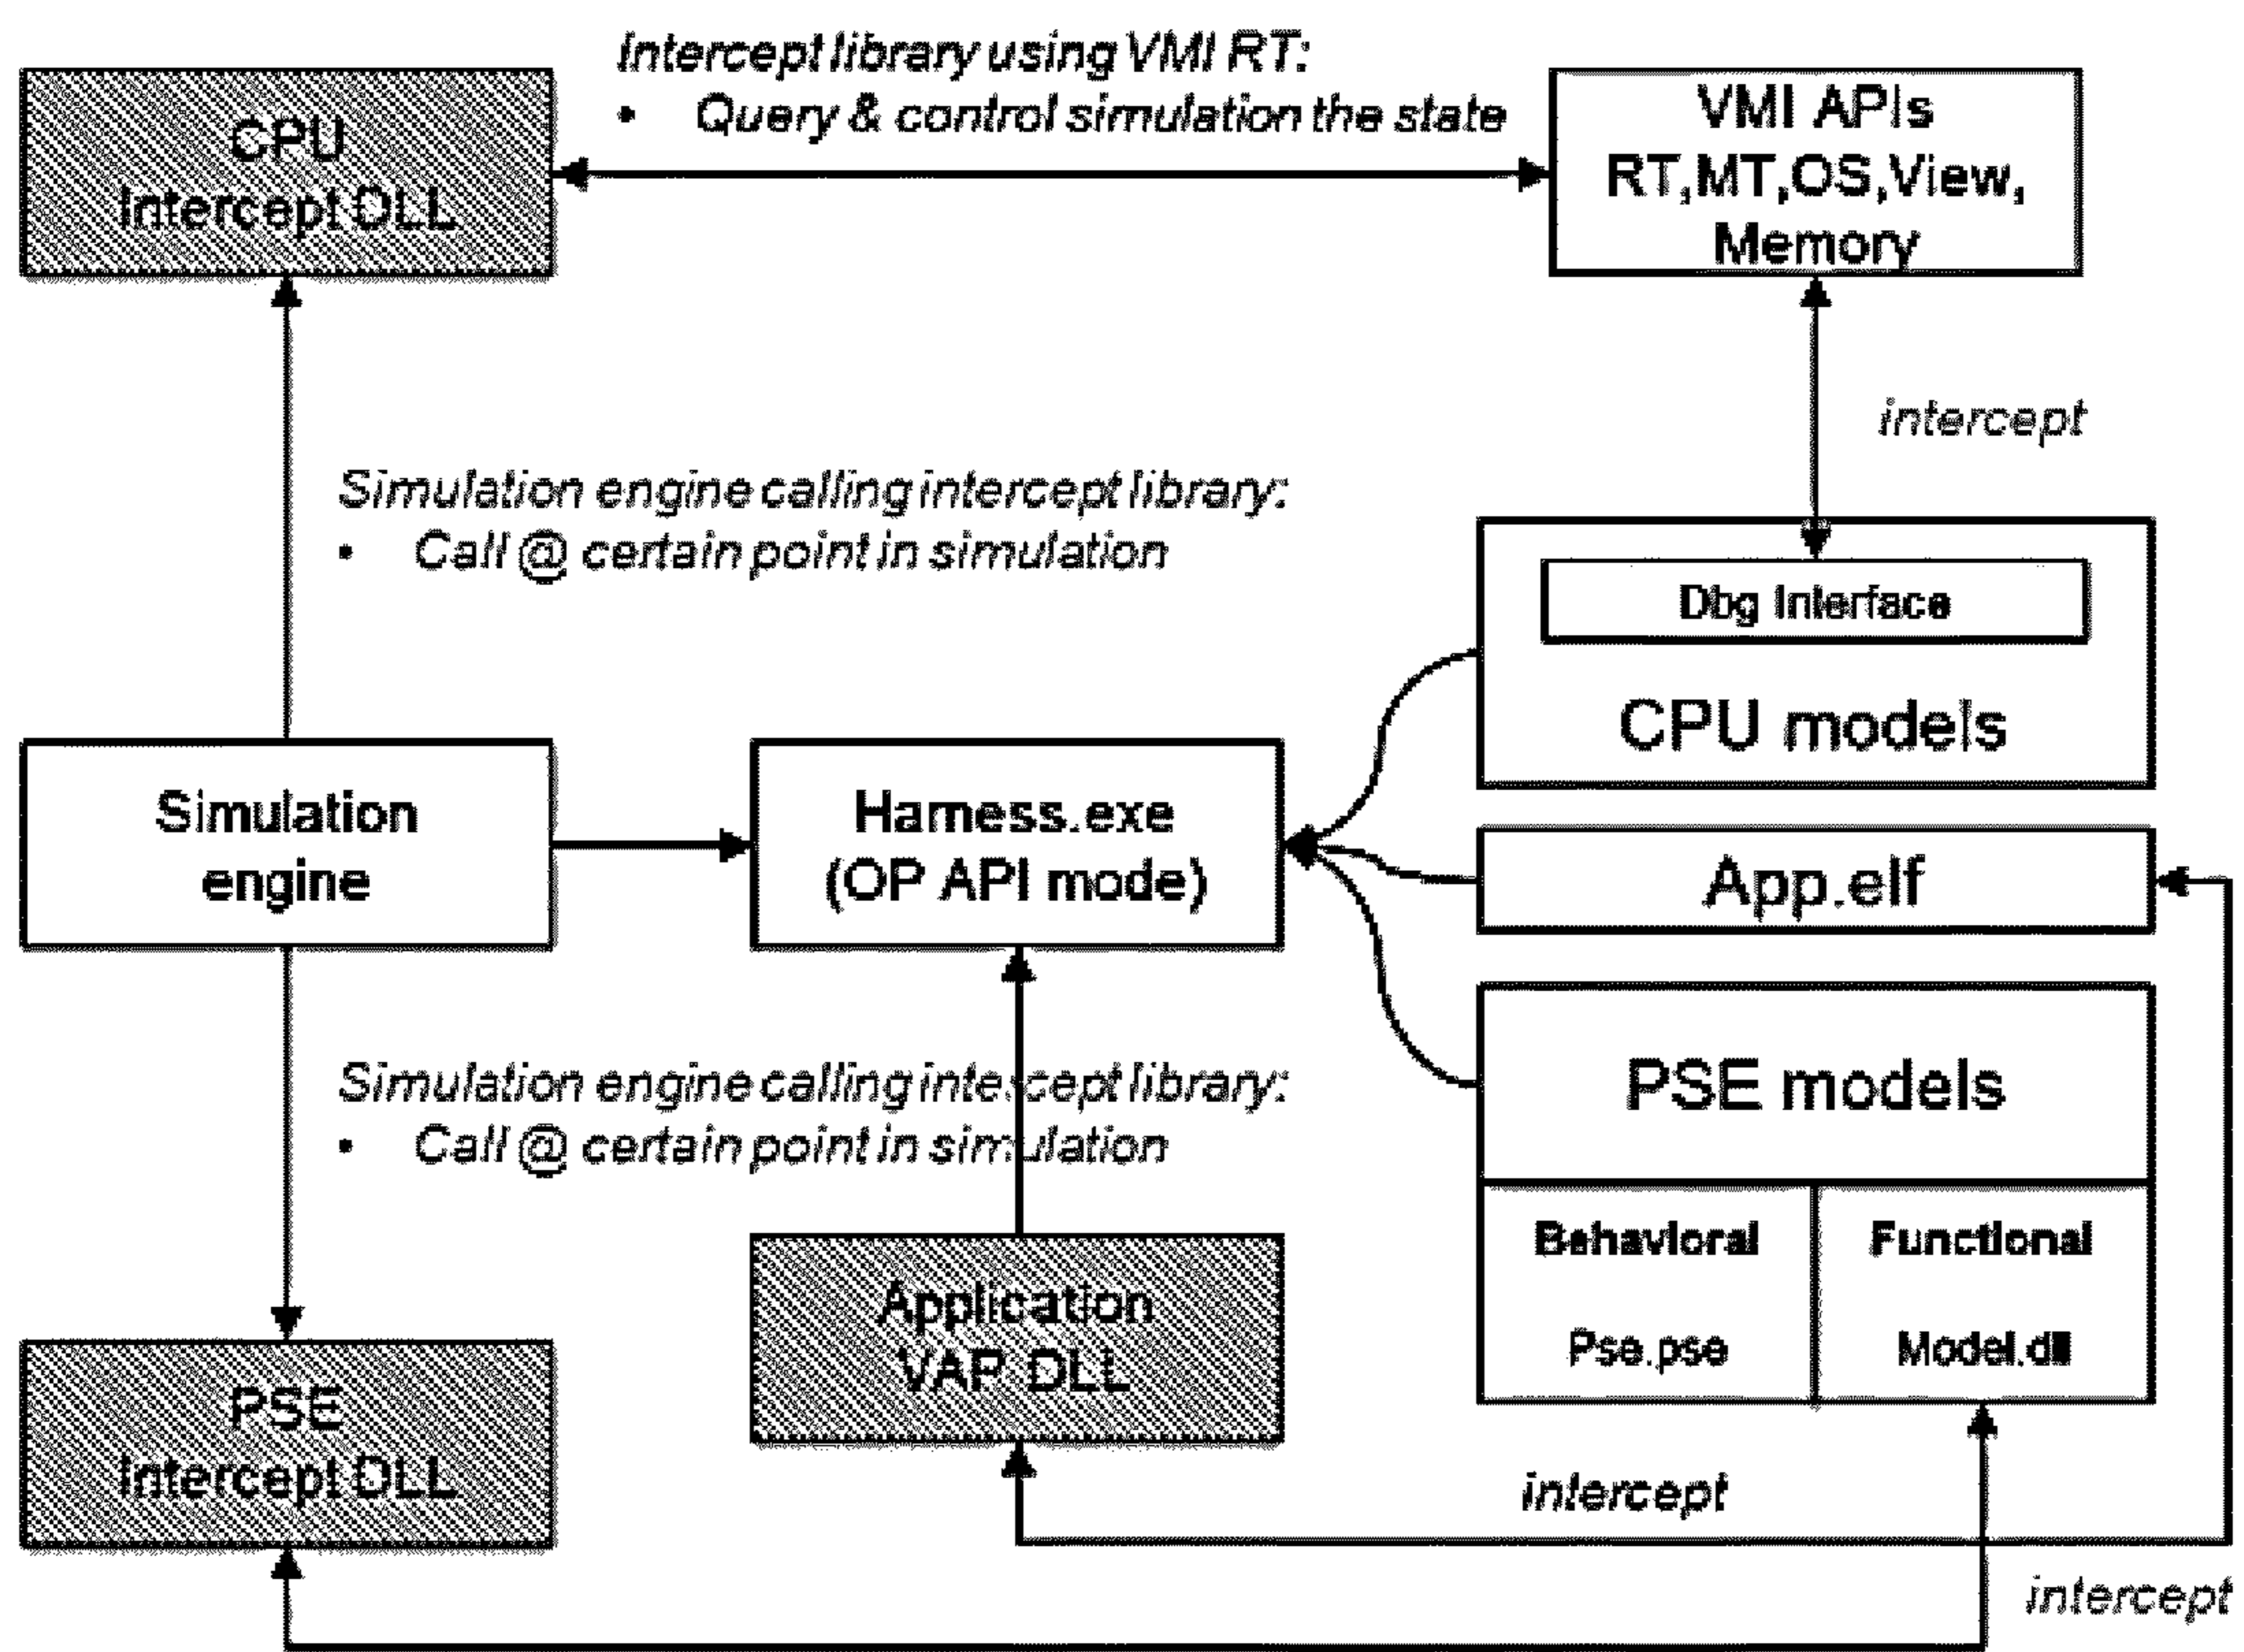 Intercept library using VMI RT:
• Query & control simulation the state
CPU
Intercept DLL
VMI APIs
RT,MT,OS,View,
Memory
intercept
Simulation engine calling intercept library:
• Call @ certain point in simulation
Dbg Interface
CPU models
Simulation
engine
Harness.exe
(OP API mode)
App.elf
Simulation engine calling intercept library:
• Call @ certain point in simulation
PSE models
Behavioral
Functional
Pse.pse
Model.dll
Application
VAP DLL
PSE
Intercept DLL
intercept
intercept